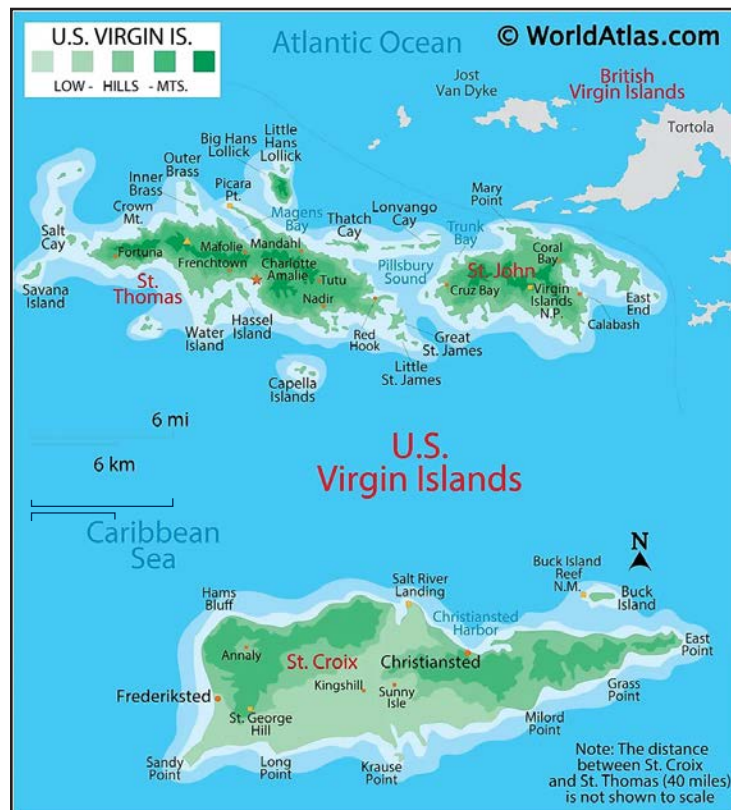 U.S. VIRGIN IS.
LOW - HILLS - MTS.
Atlantic Ocean
© WorldAtlas.com
Jost
Van Dyke
British
Virgin Islands
Tortola
Little
Hans
Lollick
Big Hans
Lollick
Outer
Brass
Inner
Brass
Picara
Pt.
Crown
Mt.
Salt
Cay
Savana
Island
Magens
Bay
Thatch
Cay
Lonvango
Cay
Trunk
Bay
Mary
Point
Fortuna
Mafolie
Mandahl
Frenchtown
Charlotte
Amalie
Tutu
Nadir
St.
Thomas
Pillsbury
Sound
St. John
Coral
Bay
Cruz Bay
Virgin
Islands
N.P.
East
End
Calabash
Water
Island
Hassel
Island
Red
Hook
Great
St. James
Little
St. James
Capella
Islands
6 mi
6 km
U.S.
Virgin Islands
Caribbean
Sea
N
Hams
Bluff
Salt River
Landing
Christiansted
Harbor
Buck Island
Reef
N.M.
Buck
Island
Annaly
St. Croix
Christiansted
East
Point
Frederiksted
Kingshill
Sunny
Isle
St. George
Hill
Grass
Point
Milord
Point
Sandy
Point
Long
Point
Krause
Point
Note: The distance
between St. Croix
and St. Thomas (40 miles)
is not shown to scale